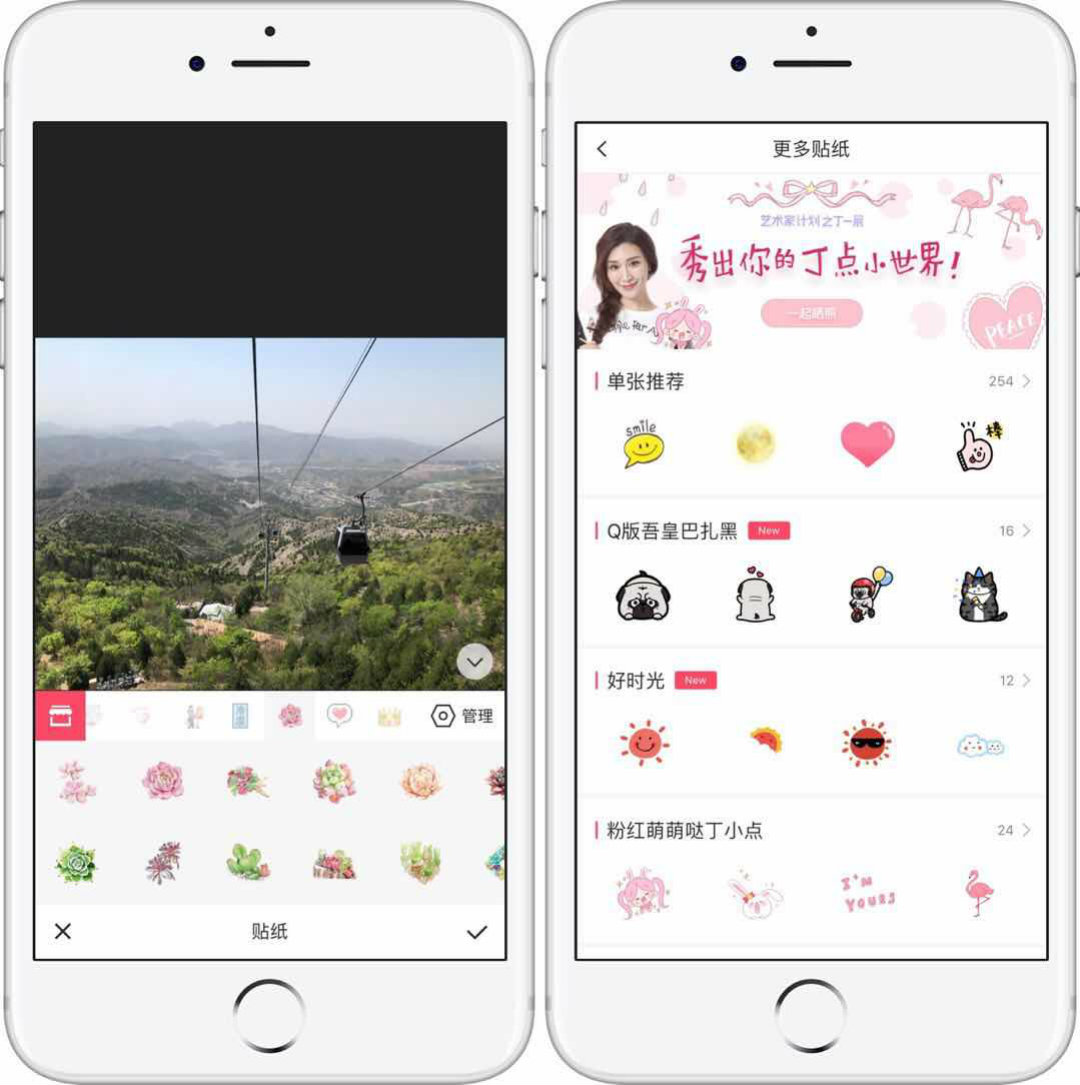 管理
贴纸
更多贴纸
艺术家计划之丁一晨
秀出你的丁点小世界！
一起晒照
PEACE
单张推荐
254
smile
棒
Q版吾皇巴扎黑
New
16
好时光
New
12
粉红萌萌哒丁小点
24
I'M
YOURS